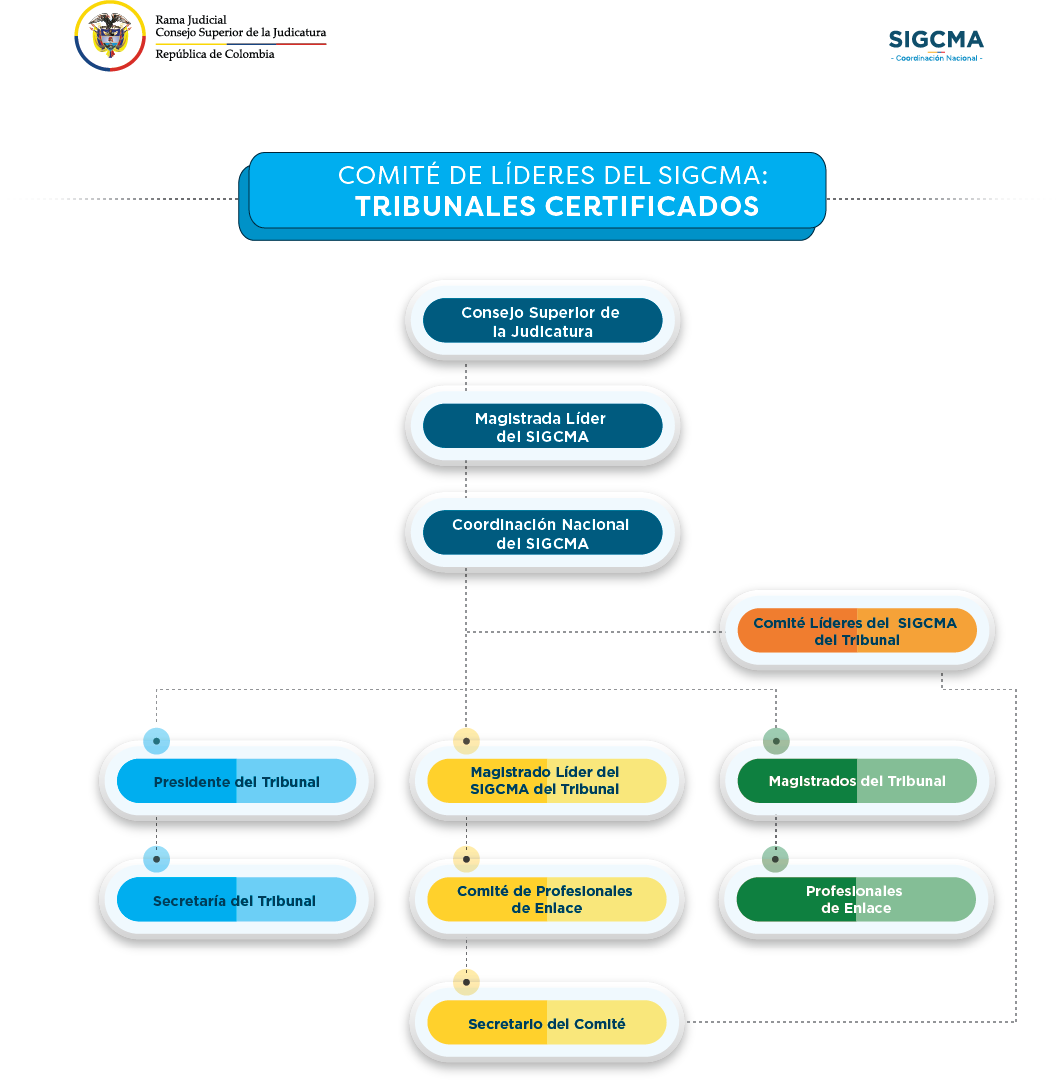 Rama Judicial
Consejo Superior de la Judicatura
República de Colombia
SIGCMA
- Coordinación Nacional -
COMITÉ DE LÍDERES DEL SIGCMA:
TRIBUNALES CERTIFICADOS
Consejo Superior de
la Judicatura
Magistrada Líder
del SIGCMA
Coordinación Nacional
del SIGCMA
Comité Líderes del SIGCMA
del Tribunal
Presidente del Tribunal
Magistrado Líder del
SIGCMA del Tribunal
Magistrados del Tribunal
Secretaría del Tribunal
Comité de Profesionales
de Enlace
Profesionales
de Enlace
Secretario del Comité